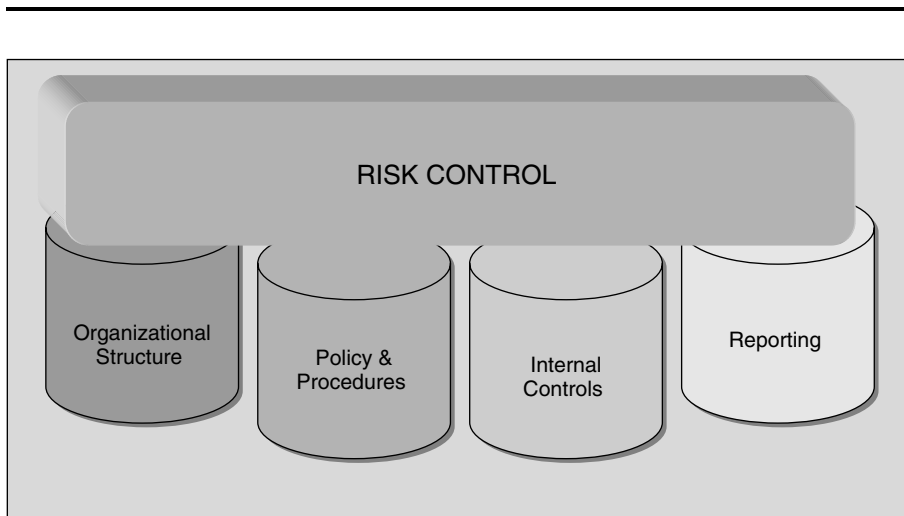 RISK CONTROL
Organizational
Structure
Policy &
Procedures
Internal
Controls
Reporting